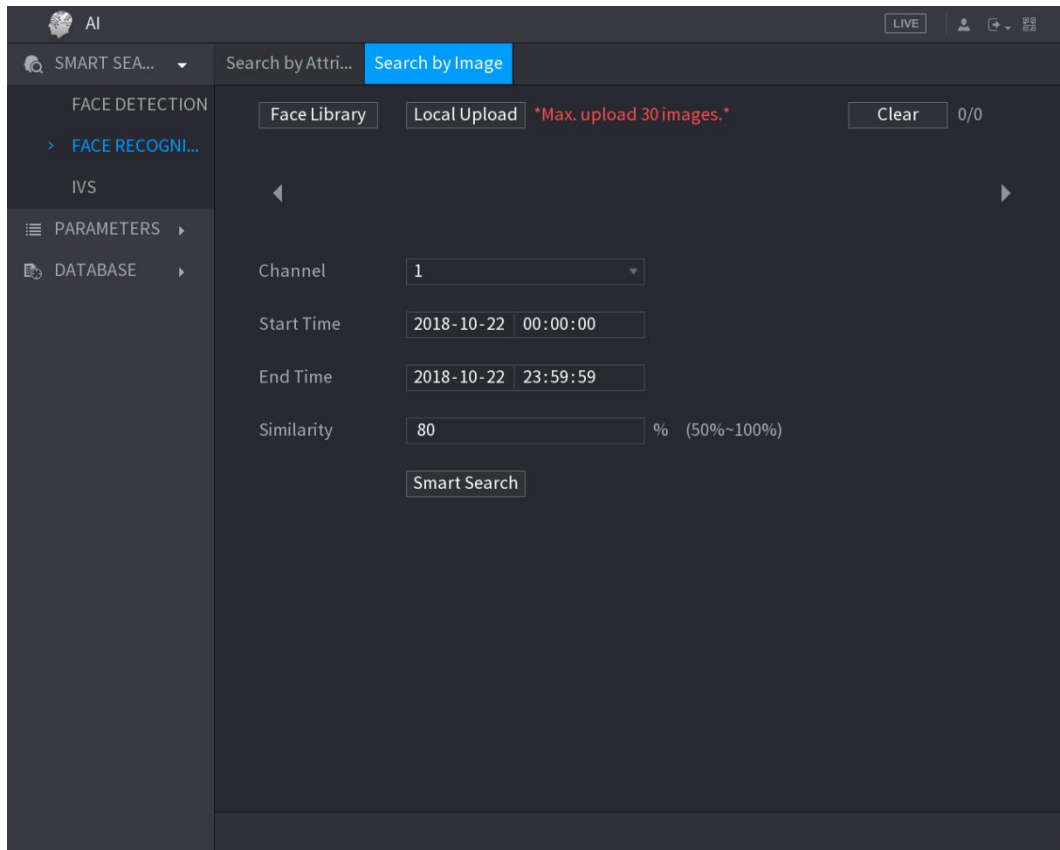 AI LIVE
SMART SEA... Search by Attri... Search by Image
FACE DETECTION
Face Library Local Upload *Max. upload 30 images.* Clear 0/0
FACE RECOGNI...
IVS
PARAMETERS
DATABASE
Channel 1
Start Time 2018-10-22 00:00:00
End Time 2018-10-22 23:59:59
Similarity 80 % (50%~100%)
Smart Search